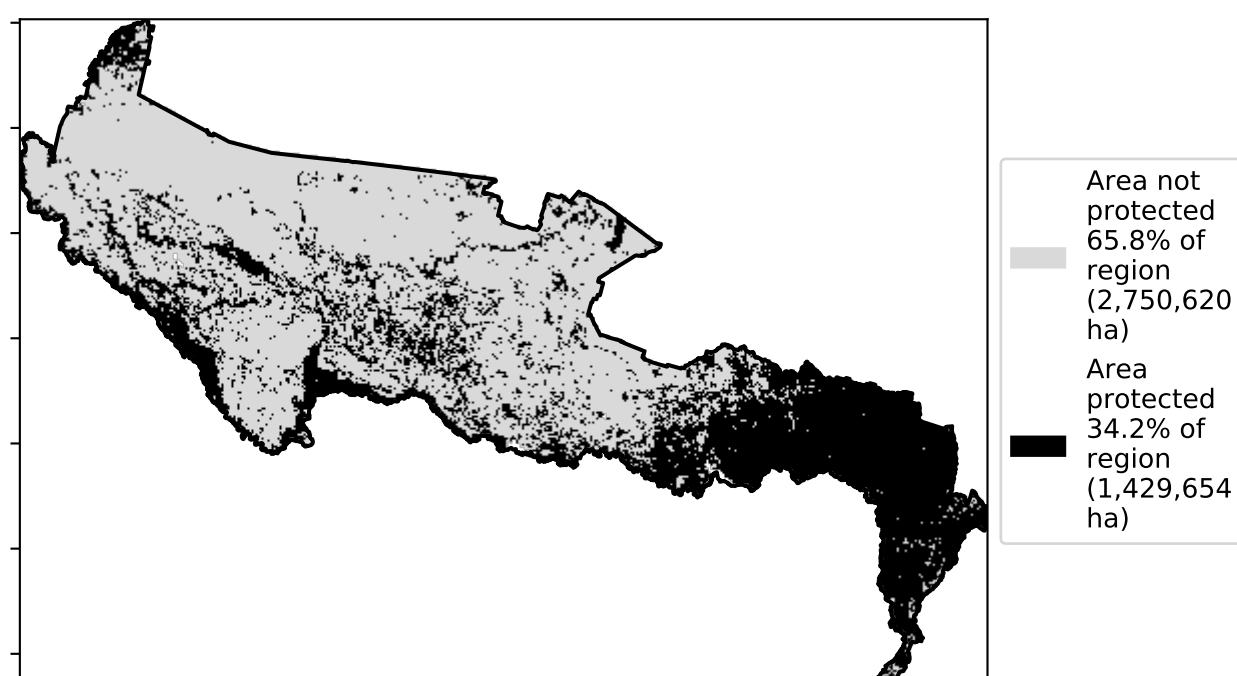 Area not
protected
65.8% of
region
(2,750,620
ha)
Area
protected
34.2% of
region
(1,429,654
ha)